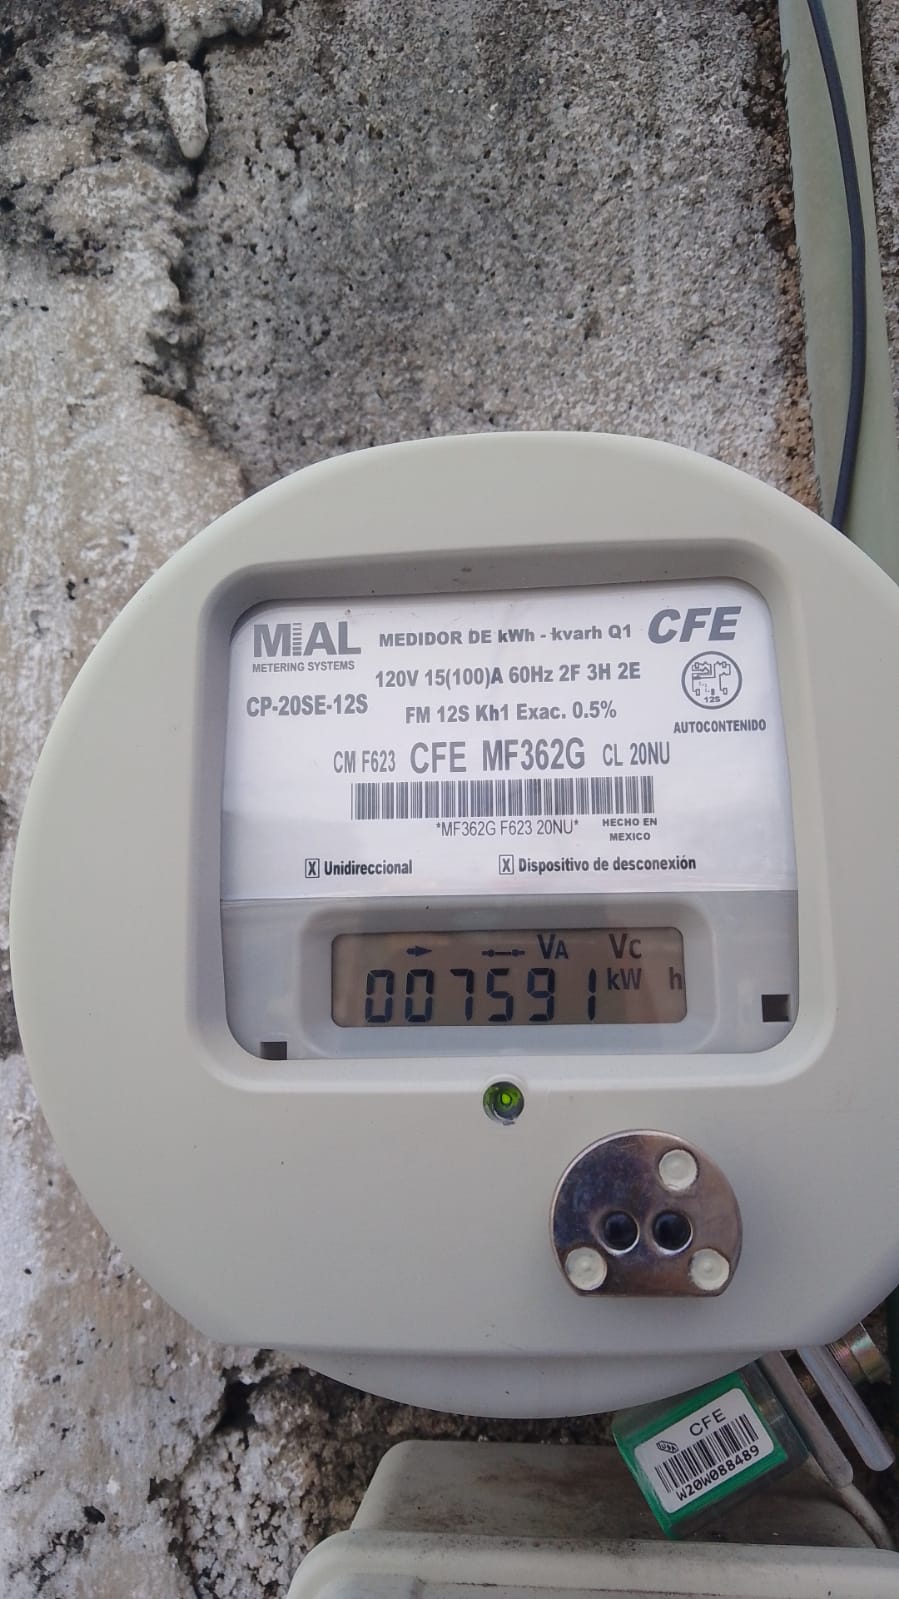 MIAL
METERING SYSTEMS
MEDIDOR DE kWh - kvarh Q1
CFE
120V 15(100)A 60Hz 2F 3H 2E
CP-20SE-12S
FM 12S Kh1 Exac. 0.5%
12S
AUTOCONTENIDO
CM F623 CFE MF362G CL 20NU
*MF362G F623 20NU*
HECHO EN
MEXICO
X Unidireccional
X Dispositivo de desconexión
VA VC
007591 kW h
CFE
W20W088489